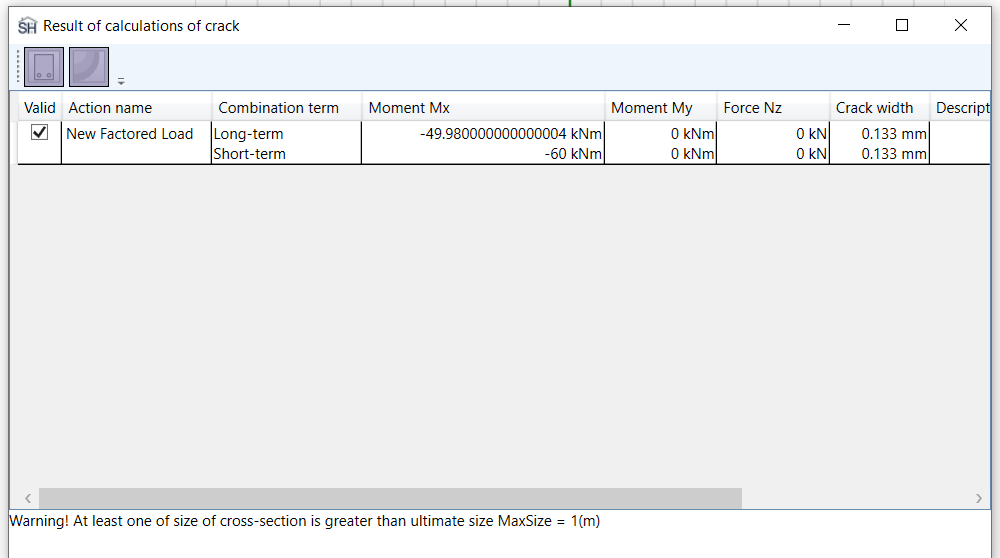 SH Result of calculations of crack
Valid Action name Combination term Moment Mx Moment My Force Nz Crack width Descript
New Factored Load Long-term -49.980000000000004 kNm 0 kNm 0 kN 0.133 mm
Short-term -60 kNm 0 kNm 0 kN 0.133 mm
Warning! At least one of size of cross-section is greater than ultimate size MaxSize = 1(m)